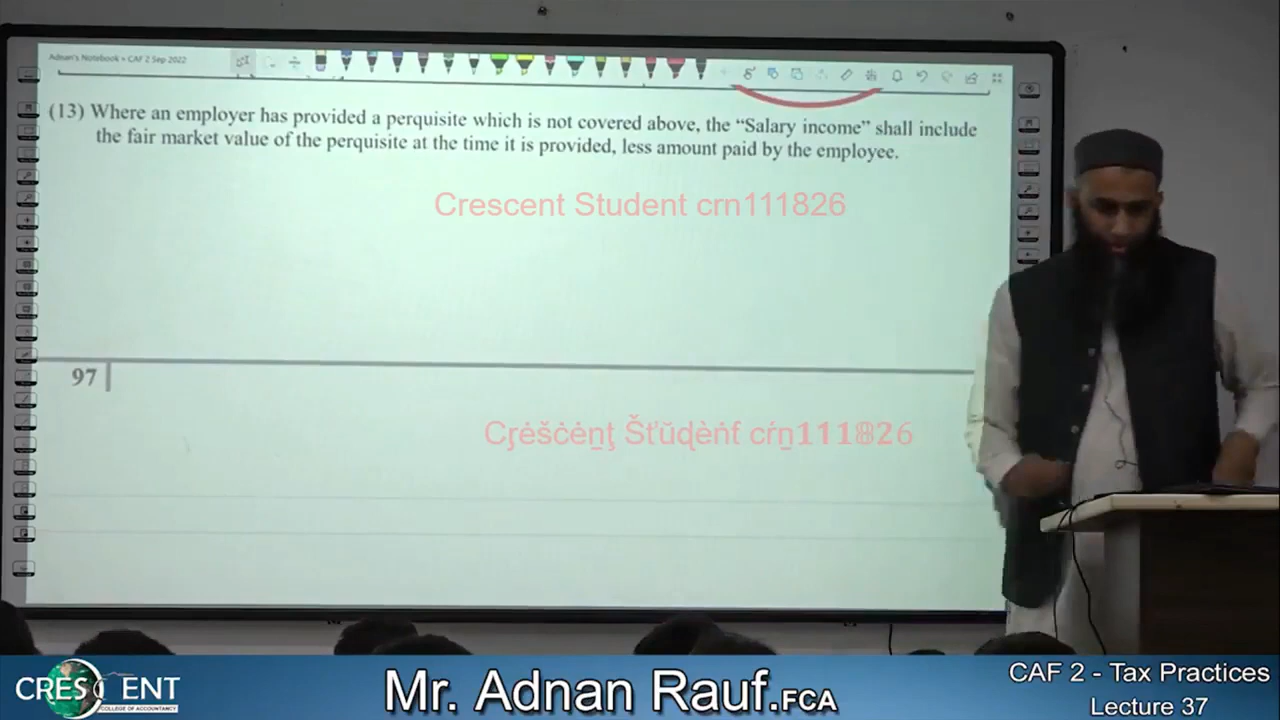 Adnan's Notebook » CAF 2 Sep 2022
(13) Where an employer has provided a perquisite which is not covered above, the “Salary income” shall include
the fair market value of the perquisite at the time it is provided, less amount paid by the employee.
Crescent Student crn111826
97
Çŗėšċėṉţ Šťŭɖèṅť cŕṉ𝟏𝟏𝟏𝟠𝟐𝟼
CRESCENT
COLLEGE OF ACCOUNTANCY
Mr. Adnan Rauf.FCA
CAF 2 - Tax Practices
Lecture 37